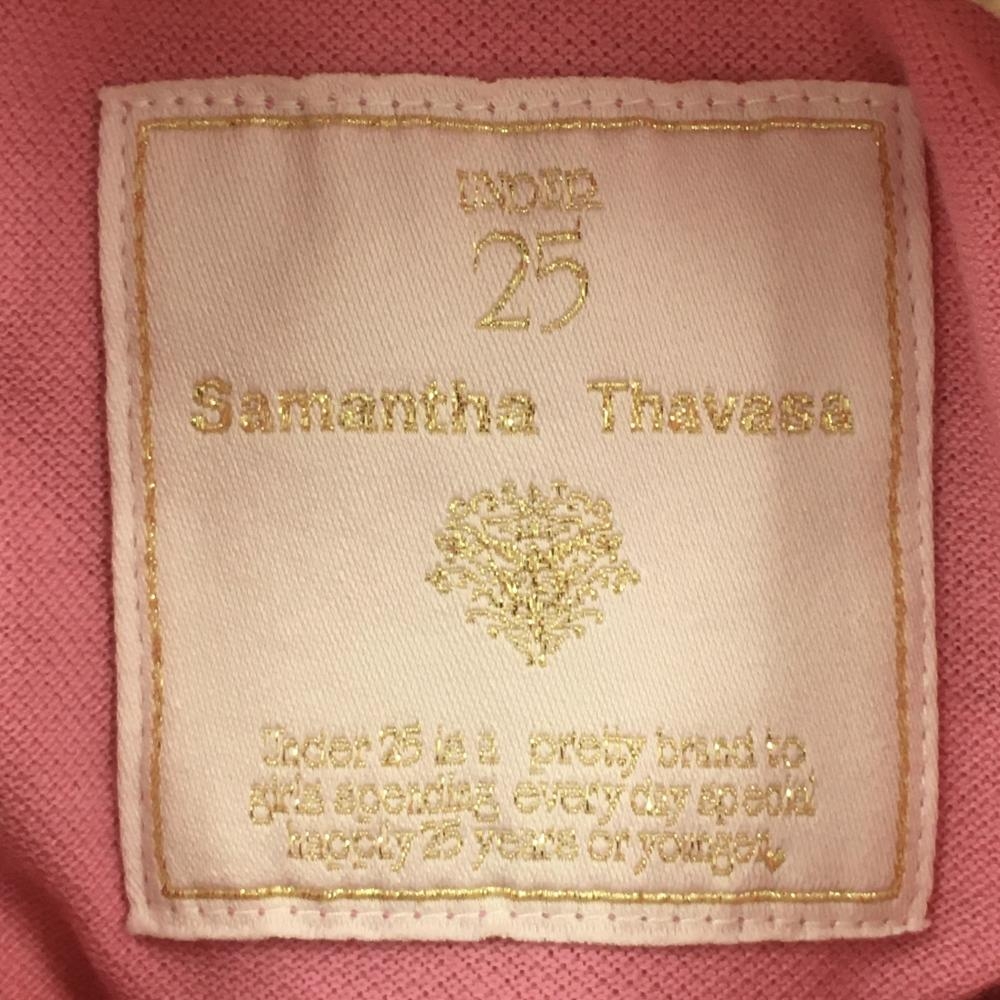 UNDER
25
Samantha Thavasa
Under 25 is a pretty brand to
girls spending every day special
happily 25 years or younger.